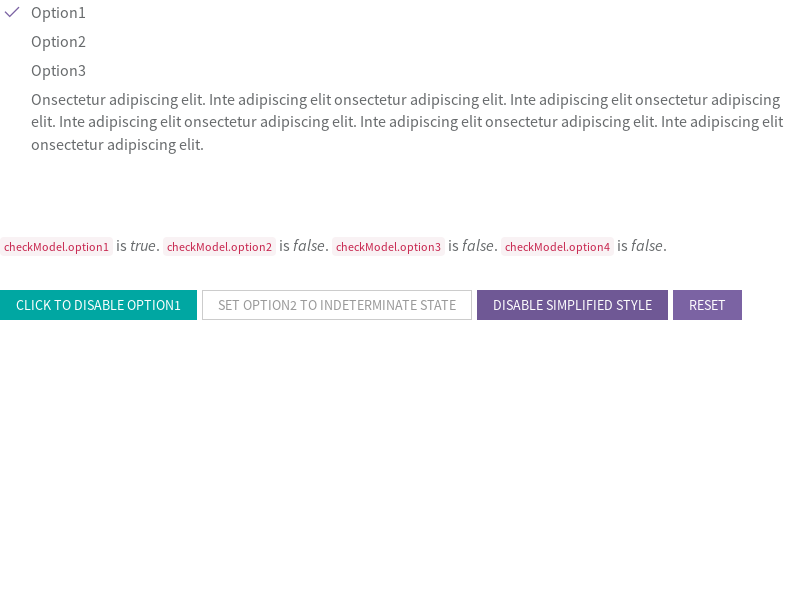 Option1
Option2
Option3
Onsectetur adipiscing elit. Inte adipiscing elit onsectetur adipiscing elit. Inte adipiscing elit onsectetur adipiscing
elit. Inte adipiscing elit onsectetur adipiscing elit. Inte adipiscing elit onsectetur adipiscing elit. Inte adipiscing elit
onsectetur adipiscing elit.
checkModel.option1 is true. checkModel.option2 is false. checkModel.option3 is false. checkModel.option4 is false.
CLICK TO DISABLE OPTION1 SET OPTION2 TO INDETERMINATE STATE DISABLE SIMPLIFIED STYLE RESET